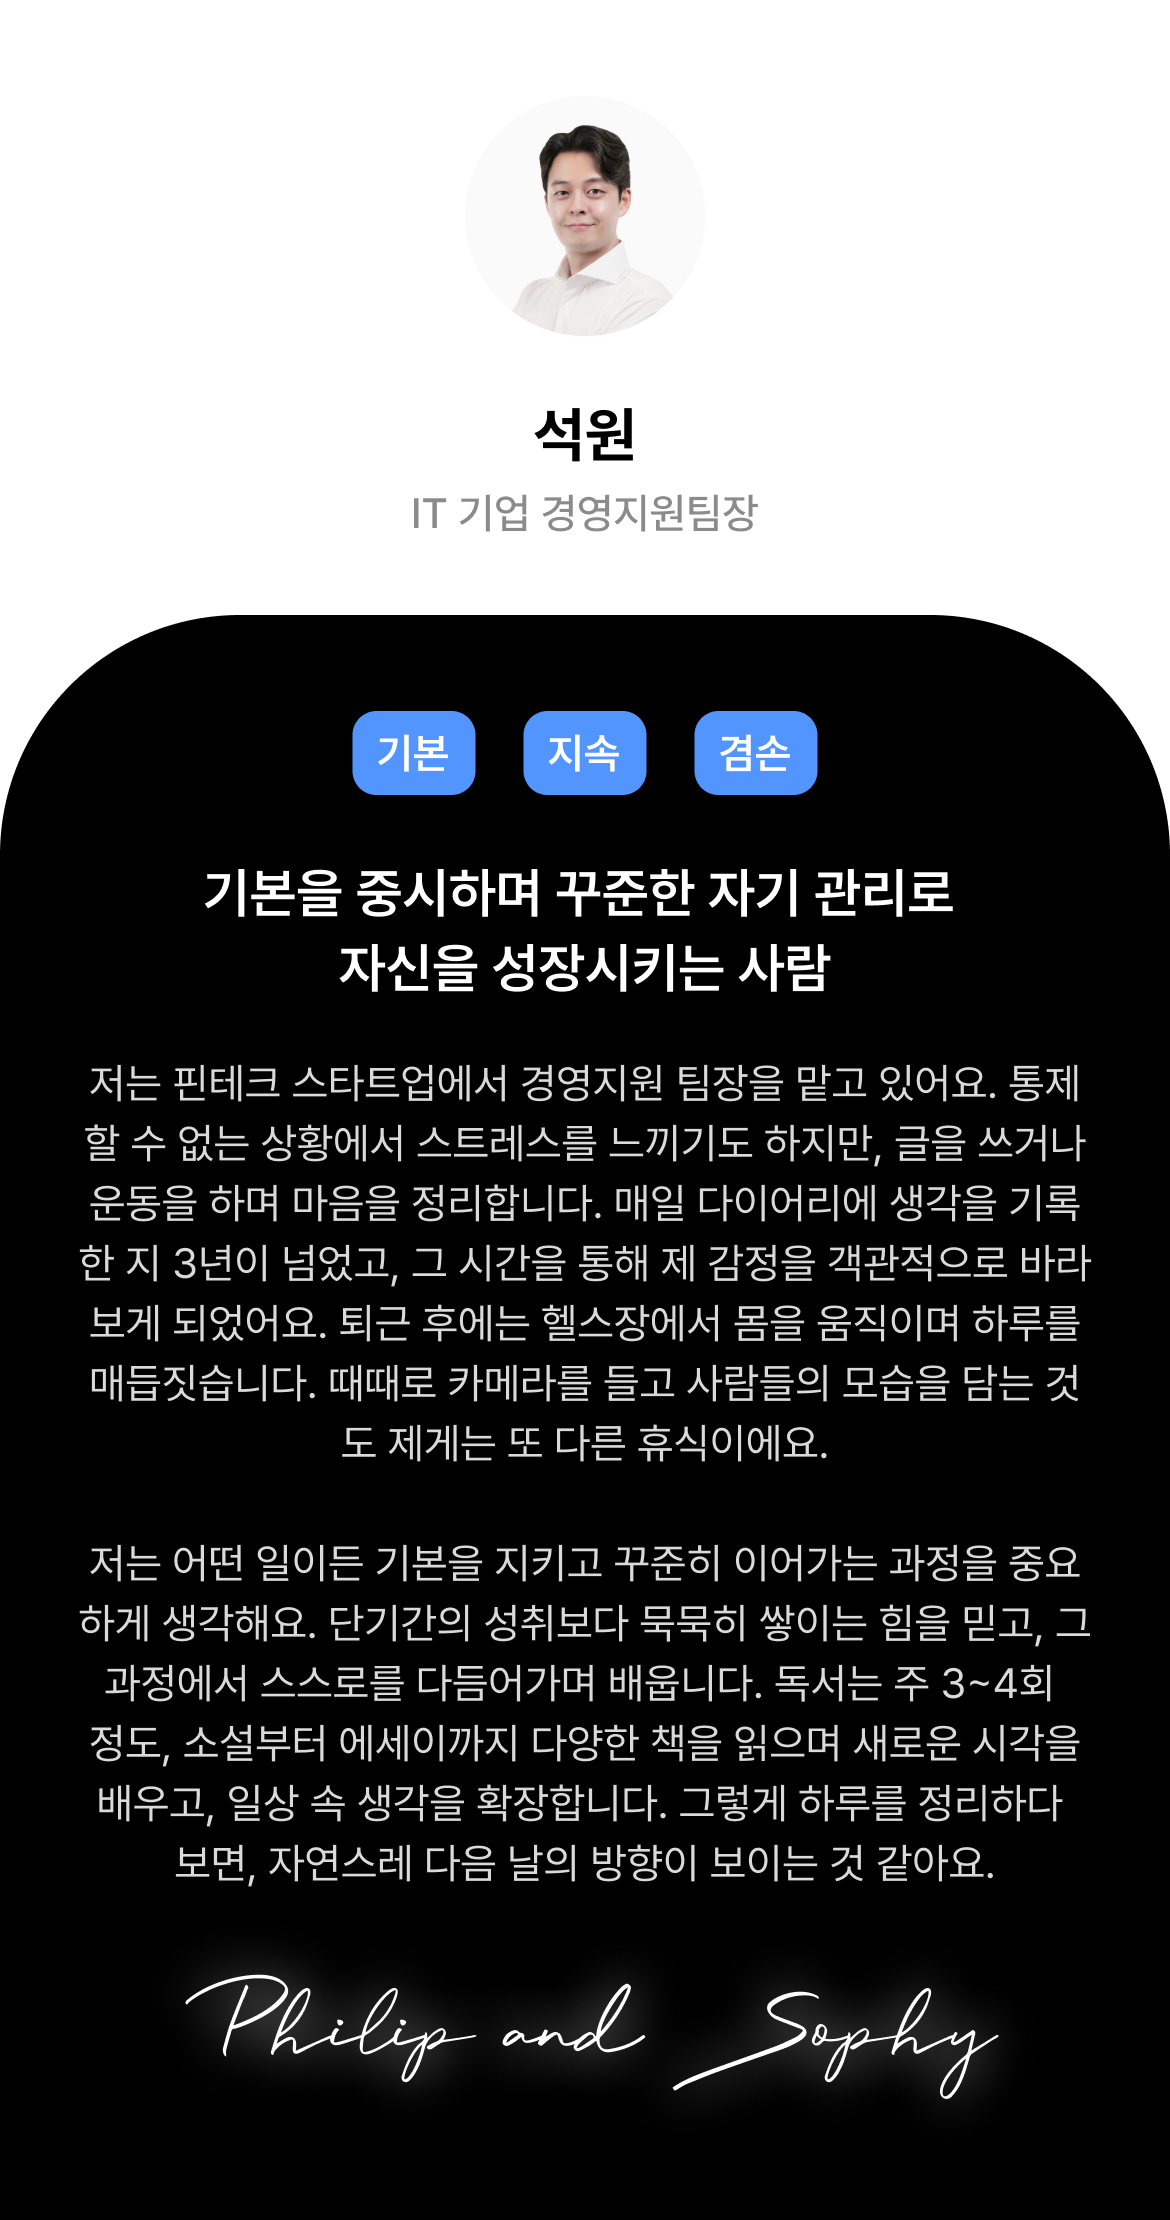 석원
IT 기업 경영지원팀장
기본 지속 겸손
기본을 중시하며 꾸준한 자기 관리로
자신을 성장시키는 사람
저는 핀테크 스타트업에서 경영지원 팀장을 맡고 있어요. 통제
할 수 없는 상황에서 스트레스를 느끼기도 하지만, 글을 쓰거나
운동을 하며 마음을 정리합니다. 매일 다이어리에 생각을 기록
한 지 3년이 넘었고, 그 시간을 통해 제 감정을 객관적으로 바라
보게 되었어요. 퇴근 후에는 헬스장에서 몸을 움직이며 하루를
매듭짓습니다. 때때로 카메라를 들고 사람들의 모습을 담는 것
도 제게는 또 다른 휴식이에요.
저는 어떤 일이든 기본을 지키고 꾸준히 이어가는 과정을 중요
하게 생각해요. 단기간의 성취보다 묵묵히 쌓이는 힘을 믿고, 그
과정에서 스스로를 다듬어가며 배웁니다. 독서는 주 3~4회
정도, 소설부터 에세이까지 다양한 책을 읽으며 새로운 시각을
배우고, 일상 속 생각을 확장합니다. 그렇게 하루를 정리하다
보면, 자연스레 다음 날의 방향이 보이는 것 같아요.
Philip and Sophy